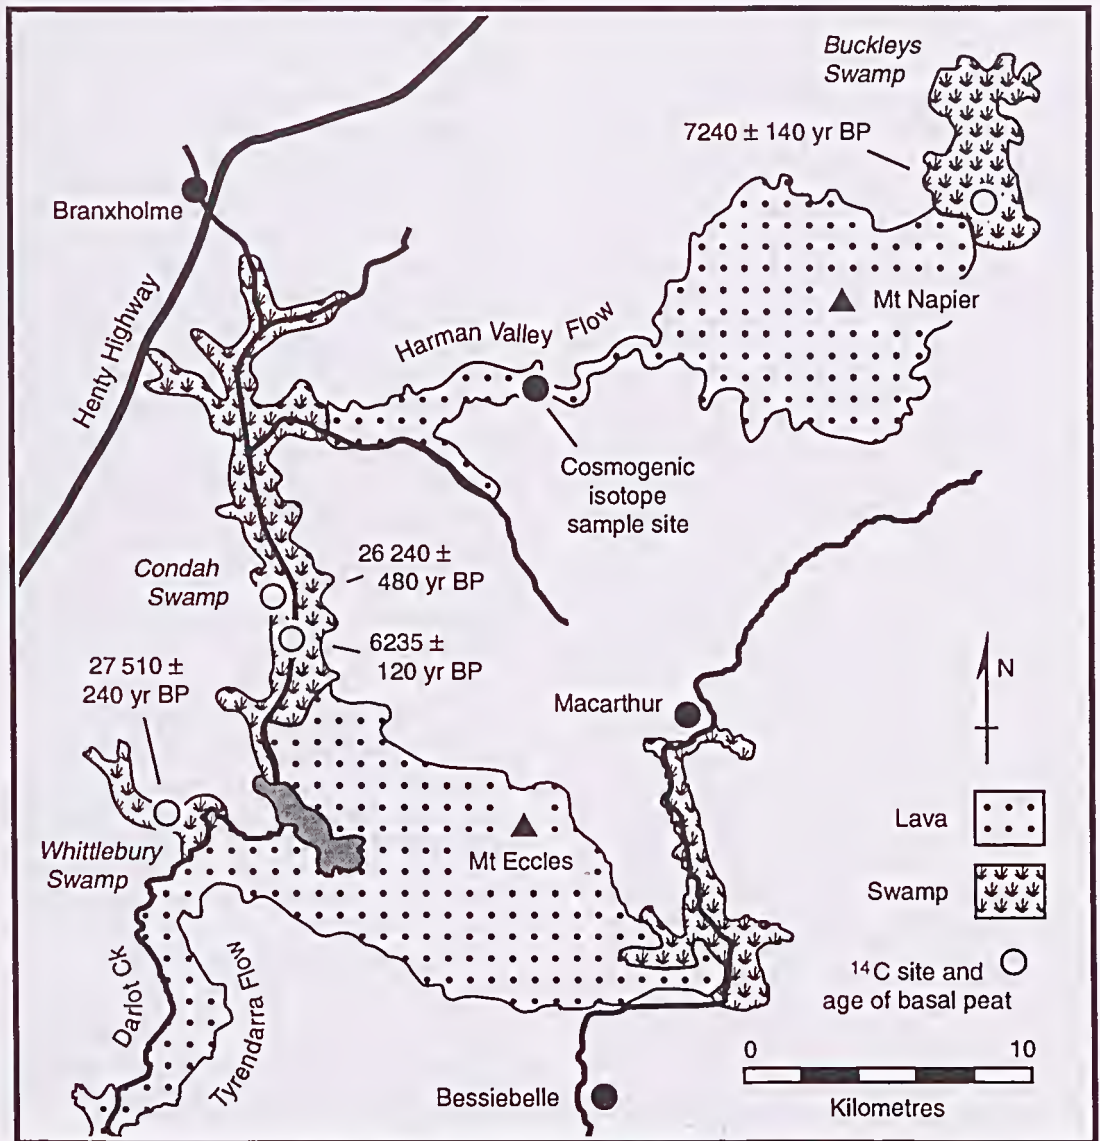 Buckleys
Swamp
7240 ± 140 yr BP
Branxholme
Mt Napier
Henty Highway
Harman Valley Flow
Cosmogenic
isotope
sample site
Condah
Swamp
26 240 ±
480 yr BP
6235 ±
120 yr BP
27 510 ±
240 yr BP
Macarthur
N
Lava
Whittlebury
Swamp
Mt Eccles
Swamp
Darlot Ck
Tyrendarra Flow
14C site and
age of basal peat
0 10
Kilometres
Bessiebelle